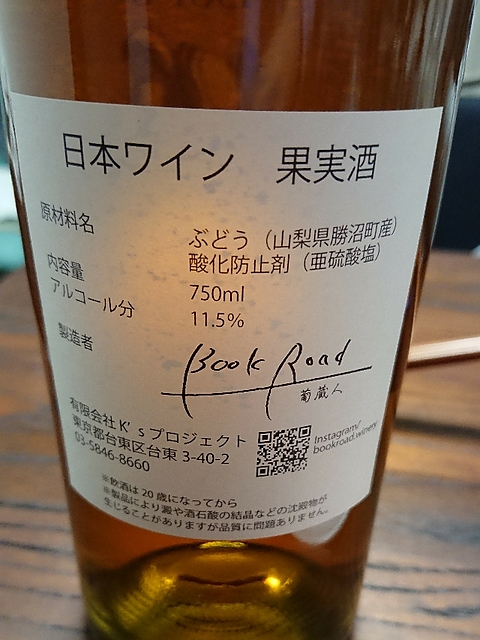 日本ワイン 果実酒
原材料名 ぶどう（山梨県勝沼町産）
酸化防止剤（亜硫酸塩）
内容量 750ml
アルコール分 11.5%
製造者
Book Road
葡蔵人
有限会社K'sプロジェクト
東京都台東区台東3-40-2
03-5846-8660
Instagram/
bookroad.winery
※飲酒は20歳になってから
※製品により澱や酒石酸の結晶などの沈殿物が
生じることがありますが品質に問題ありません。